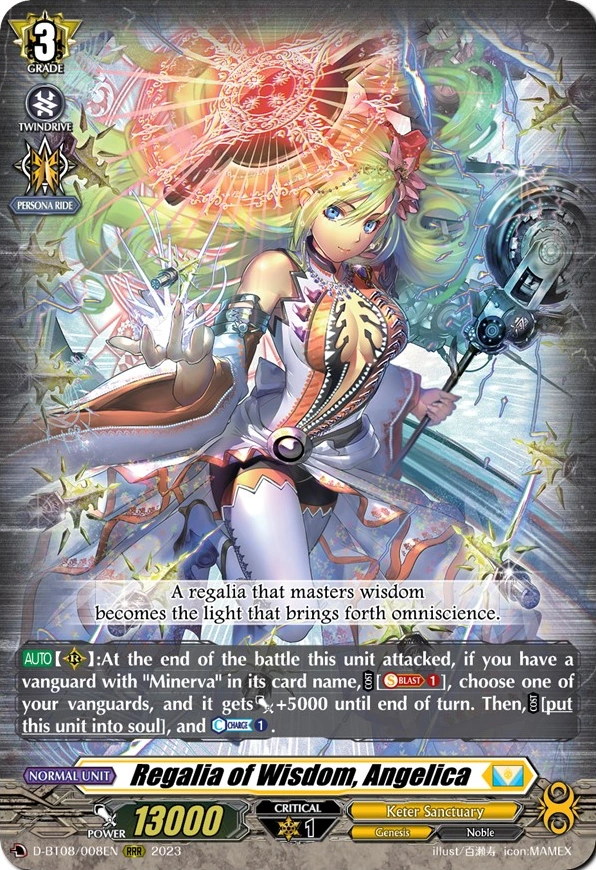 3
GRADE
TWINDRIVE
PERSONA RIDE
A regalia that masters wisdom
becomes the light that brings forth omniscience.
AUTO【R】:At the end of the battle this unit attacked, if you have a
vanguard with "Minerva" in its card name, COST [S BLAST 1], choose one of
your vanguards, and it gets +5000 until end of turn. Then, COST [put
this unit into soul], and C CHARGE 1.
NORMAL UNIT
Regalia of Wisdom, Angelica
POWER 13000
CRITICAL
1
Keter Sanctuary
Genesis
Noble
D-BT08/008EN RRR 2023
illust/白瀬寿 icon:MAMEX